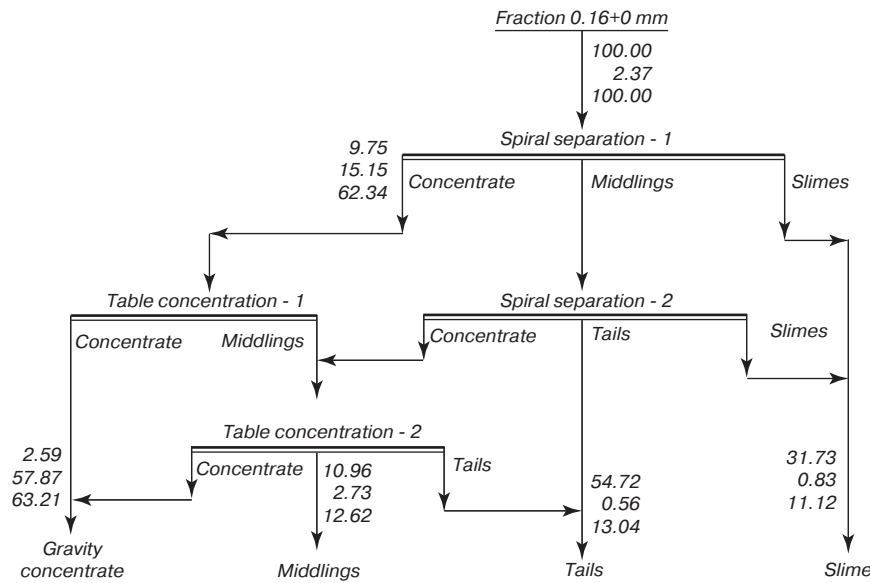 Fraction 0.16+0 mm
100.00
2.37
100.00
Spiral separation - 1
9.75
15.15
62.34
Concentrate
Middlings
Slimes
Table concentration - 1
Spiral separation - 2
Concentrate
Middlings
Concentrate
Tails
Slimes
Table concentration - 2
Concentrate
Tails
2.59
57.87
63.21
10.96
2.73
12.62
54.72
0.56
13.04
31.73
0.83
11.12
Gravity
concentrate
Middlings
Tails
Slime